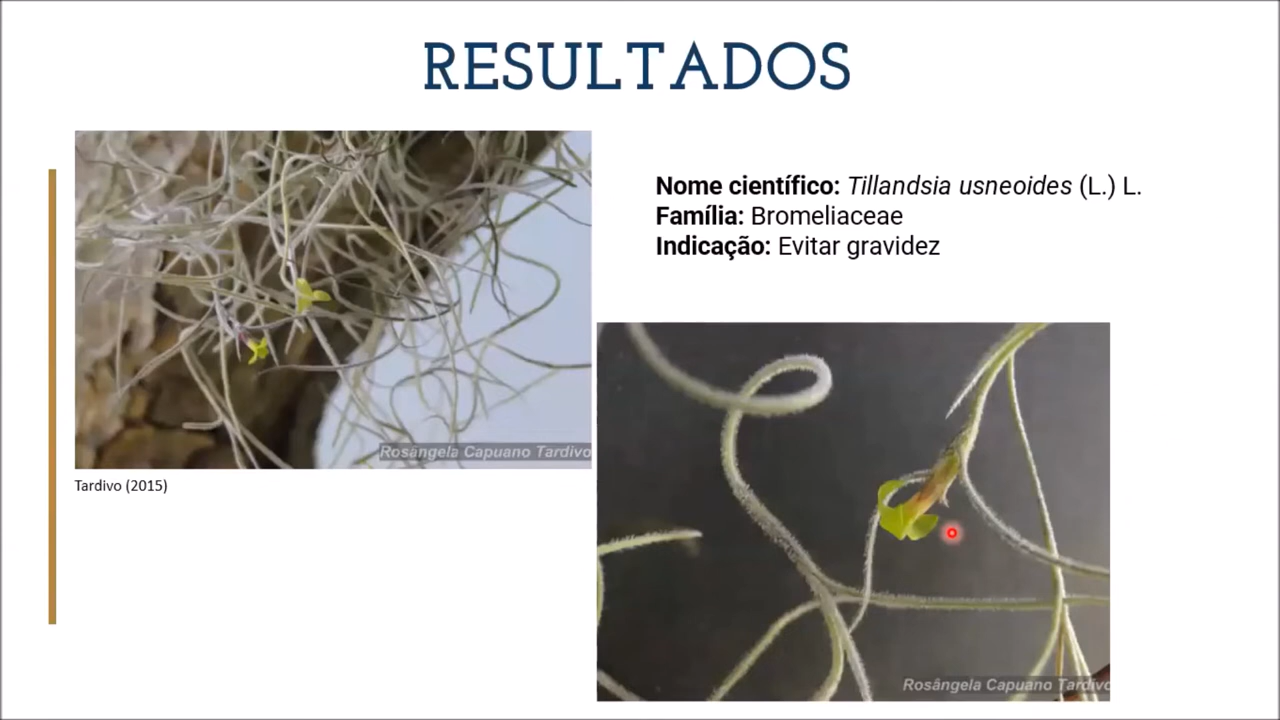 RESULTADOS
Nome científico: Tillandsia usneoides (L.) L.
Família: Bromeliaceae
Indicação: Evitar gravidez
Rosângela Capuano Tardivo
Tardivo (2015)
Rosângela Capuano Tardivo